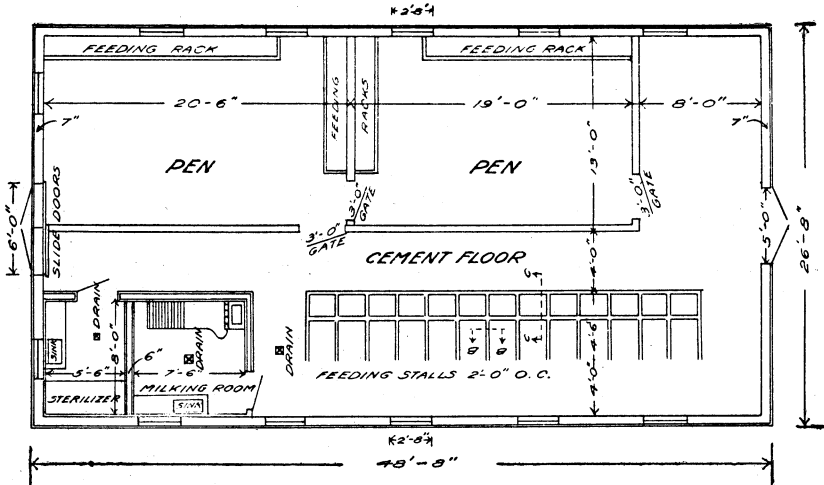 2'-8"
FEEDING RACK
FEEDING RACK
20-6"
FEEDING
RACKS
19'-0"
8'-0"
7"
7"
13'-0"
PEN
PEN
3'-0"
GATE
3'-0"
GATE
3'-0"
GATE
SLIDE DOORS
6'-0"
5'-0"
26'-8"
CEMENT FLOOR
4'-0"
C
C
DRAIN
8'-0"
DRAIN
DRAIN
SINK
B
B
4'-6"
4'-0"
5'-6"
6"
7'-6"
FEEDING STALLS 2'-0" O.C.
MILKING ROOM
STERILIZER
SINK
2'-8"
48'-8"